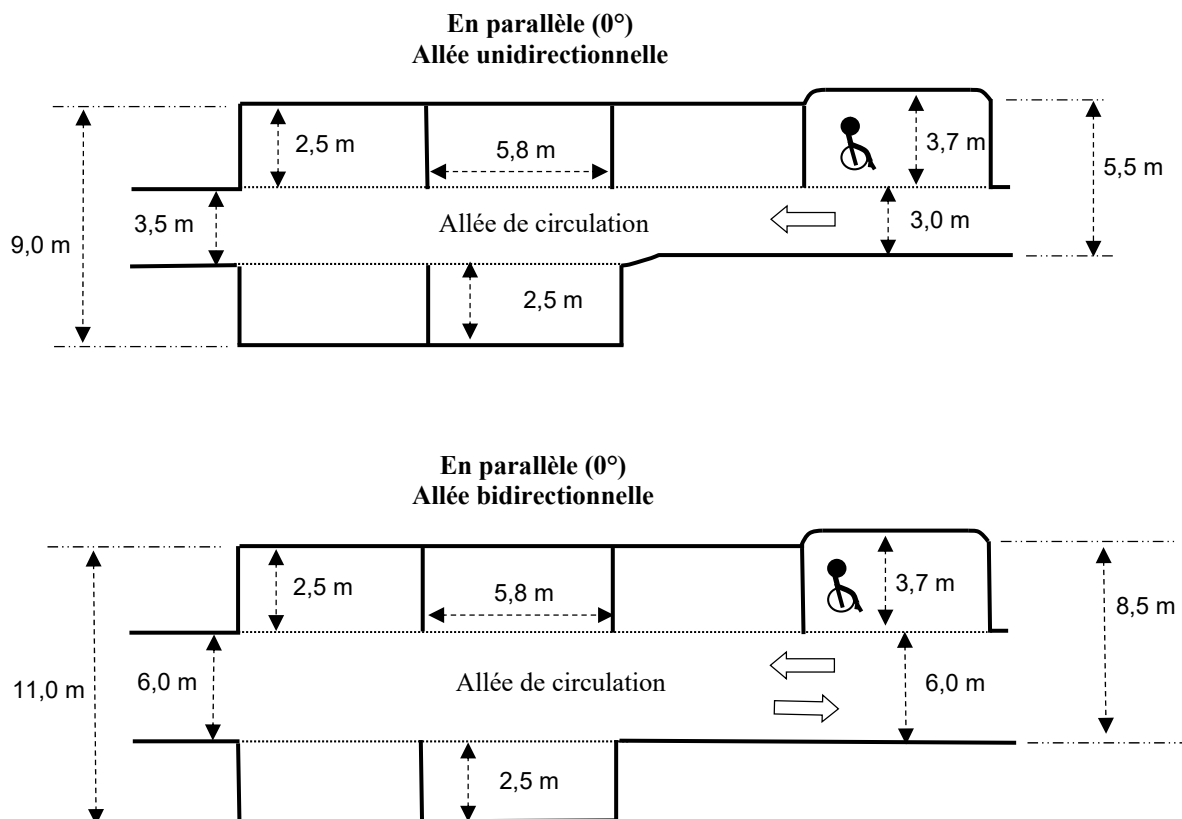 En parallèle (0°)
Allée unidirectionnelle
2,5 m
5,8 m
3,7 m
5,5 m
3,5 m
Allée de circulation
3,0 m
9,0 m
2,5 m
En parallèle (0°)
Allée bidirectionnelle
2,5 m
5,8 m
3,7 m
8,5 m
11,0 m
6,0 m
Allée de circulation
6,0 m
2,5 m